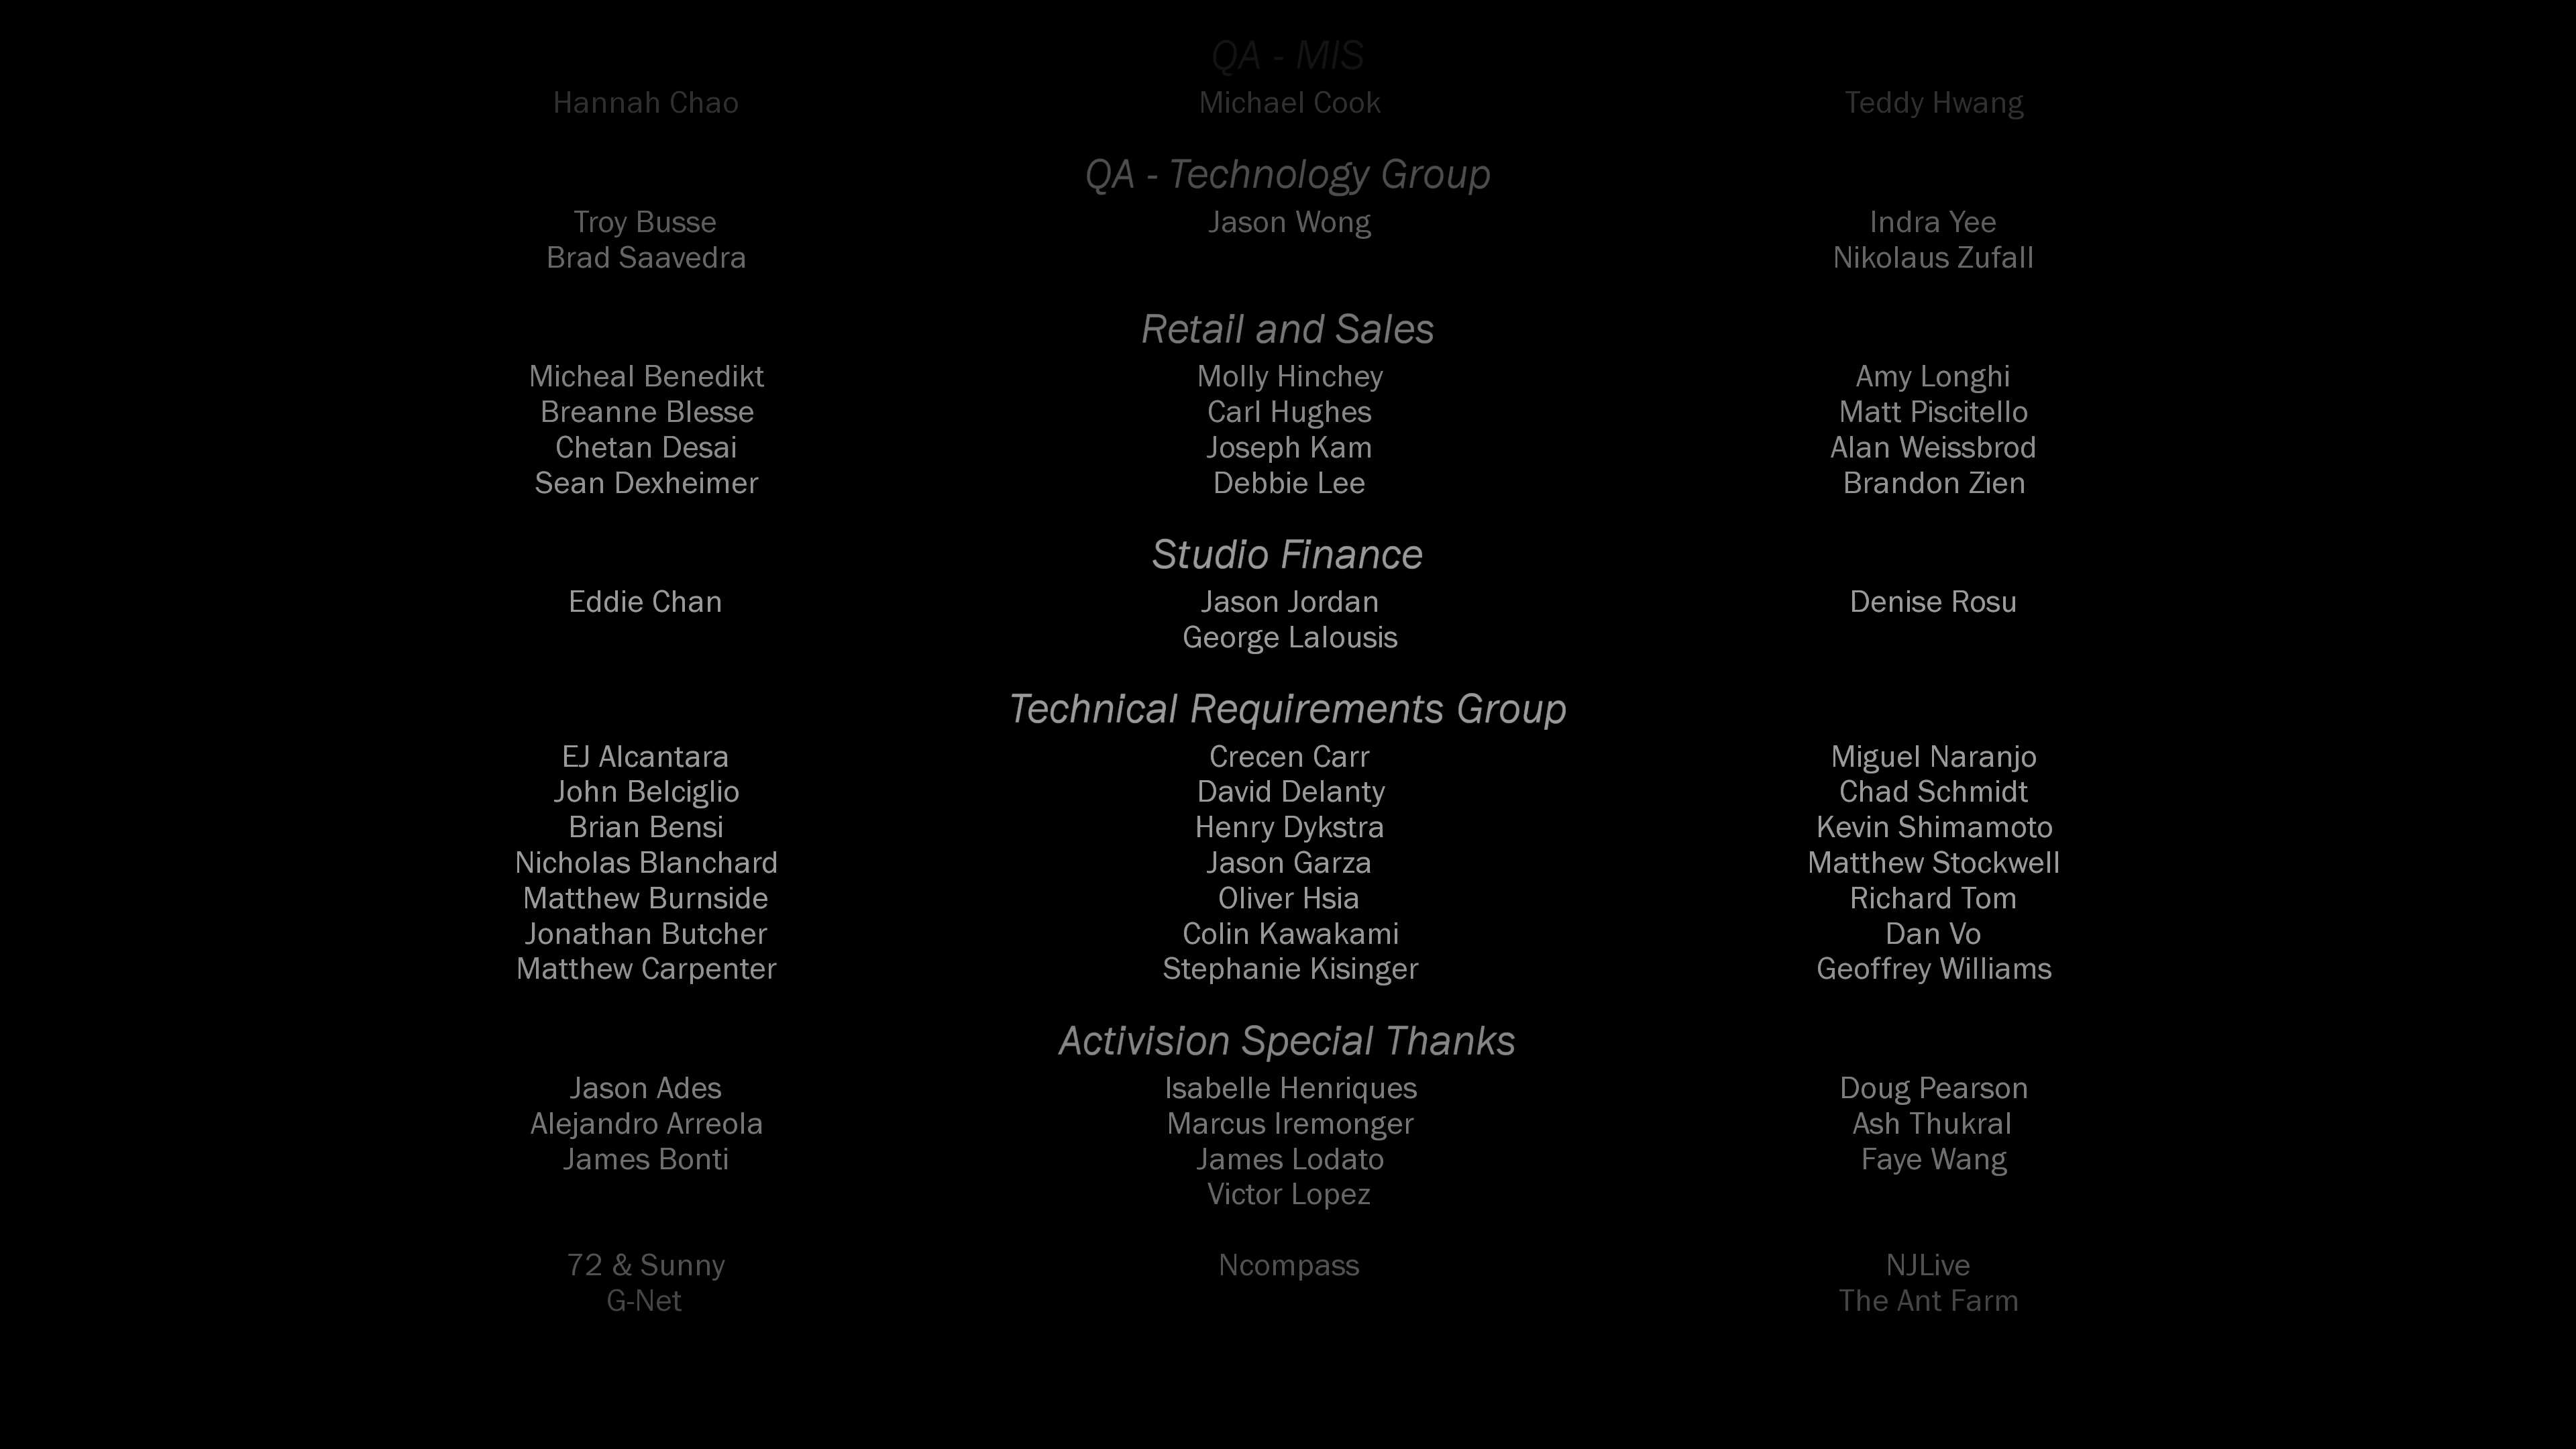 QA - MIS
Hannah Chao Michael Cook Teddy Hwang
QA - Technology Group
Troy Busse Jason Wong Indra Yee
Brad Saavedra Nikolaus Zufall
Retail and Sales
Micheal Benedikt Molly Hinchey Amy Longhi
Breanne Blesse Carl Hughes Matt Piscitello
Chetan Desai Joseph Kam Alan Weissbrod
Sean Dexheimer Debbie Lee Brandon Zien
Studio Finance
Eddie Chan Jason Jordan Denise Rosu
George Lalousis
Technical Requirements Group
EJ Alcantara Crecen Carr Miguel Naranjo
John Belciglio David Delanty Chad Schmidt
Brian Bensi Henry Dykstra Kevin Shimamoto
Nicholas Blanchard Jason Garza Matthew Stockwell
Matthew Burnside Oliver Hsia Richard Tom
Jonathan Butcher Colin Kawakami Dan Vo
Matthew Carpenter Stephanie Kisinger Geoffrey Williams
Activision Special Thanks
Jason Ades Isabelle Henriques Doug Pearson
Alejandro Arreola Marcus Iremonger Ash Thukral
James Bonti James Lodato Faye Wang
Victor Lopez
72 & Sunny Ncompass NJLive
G-Net The Ant Farm